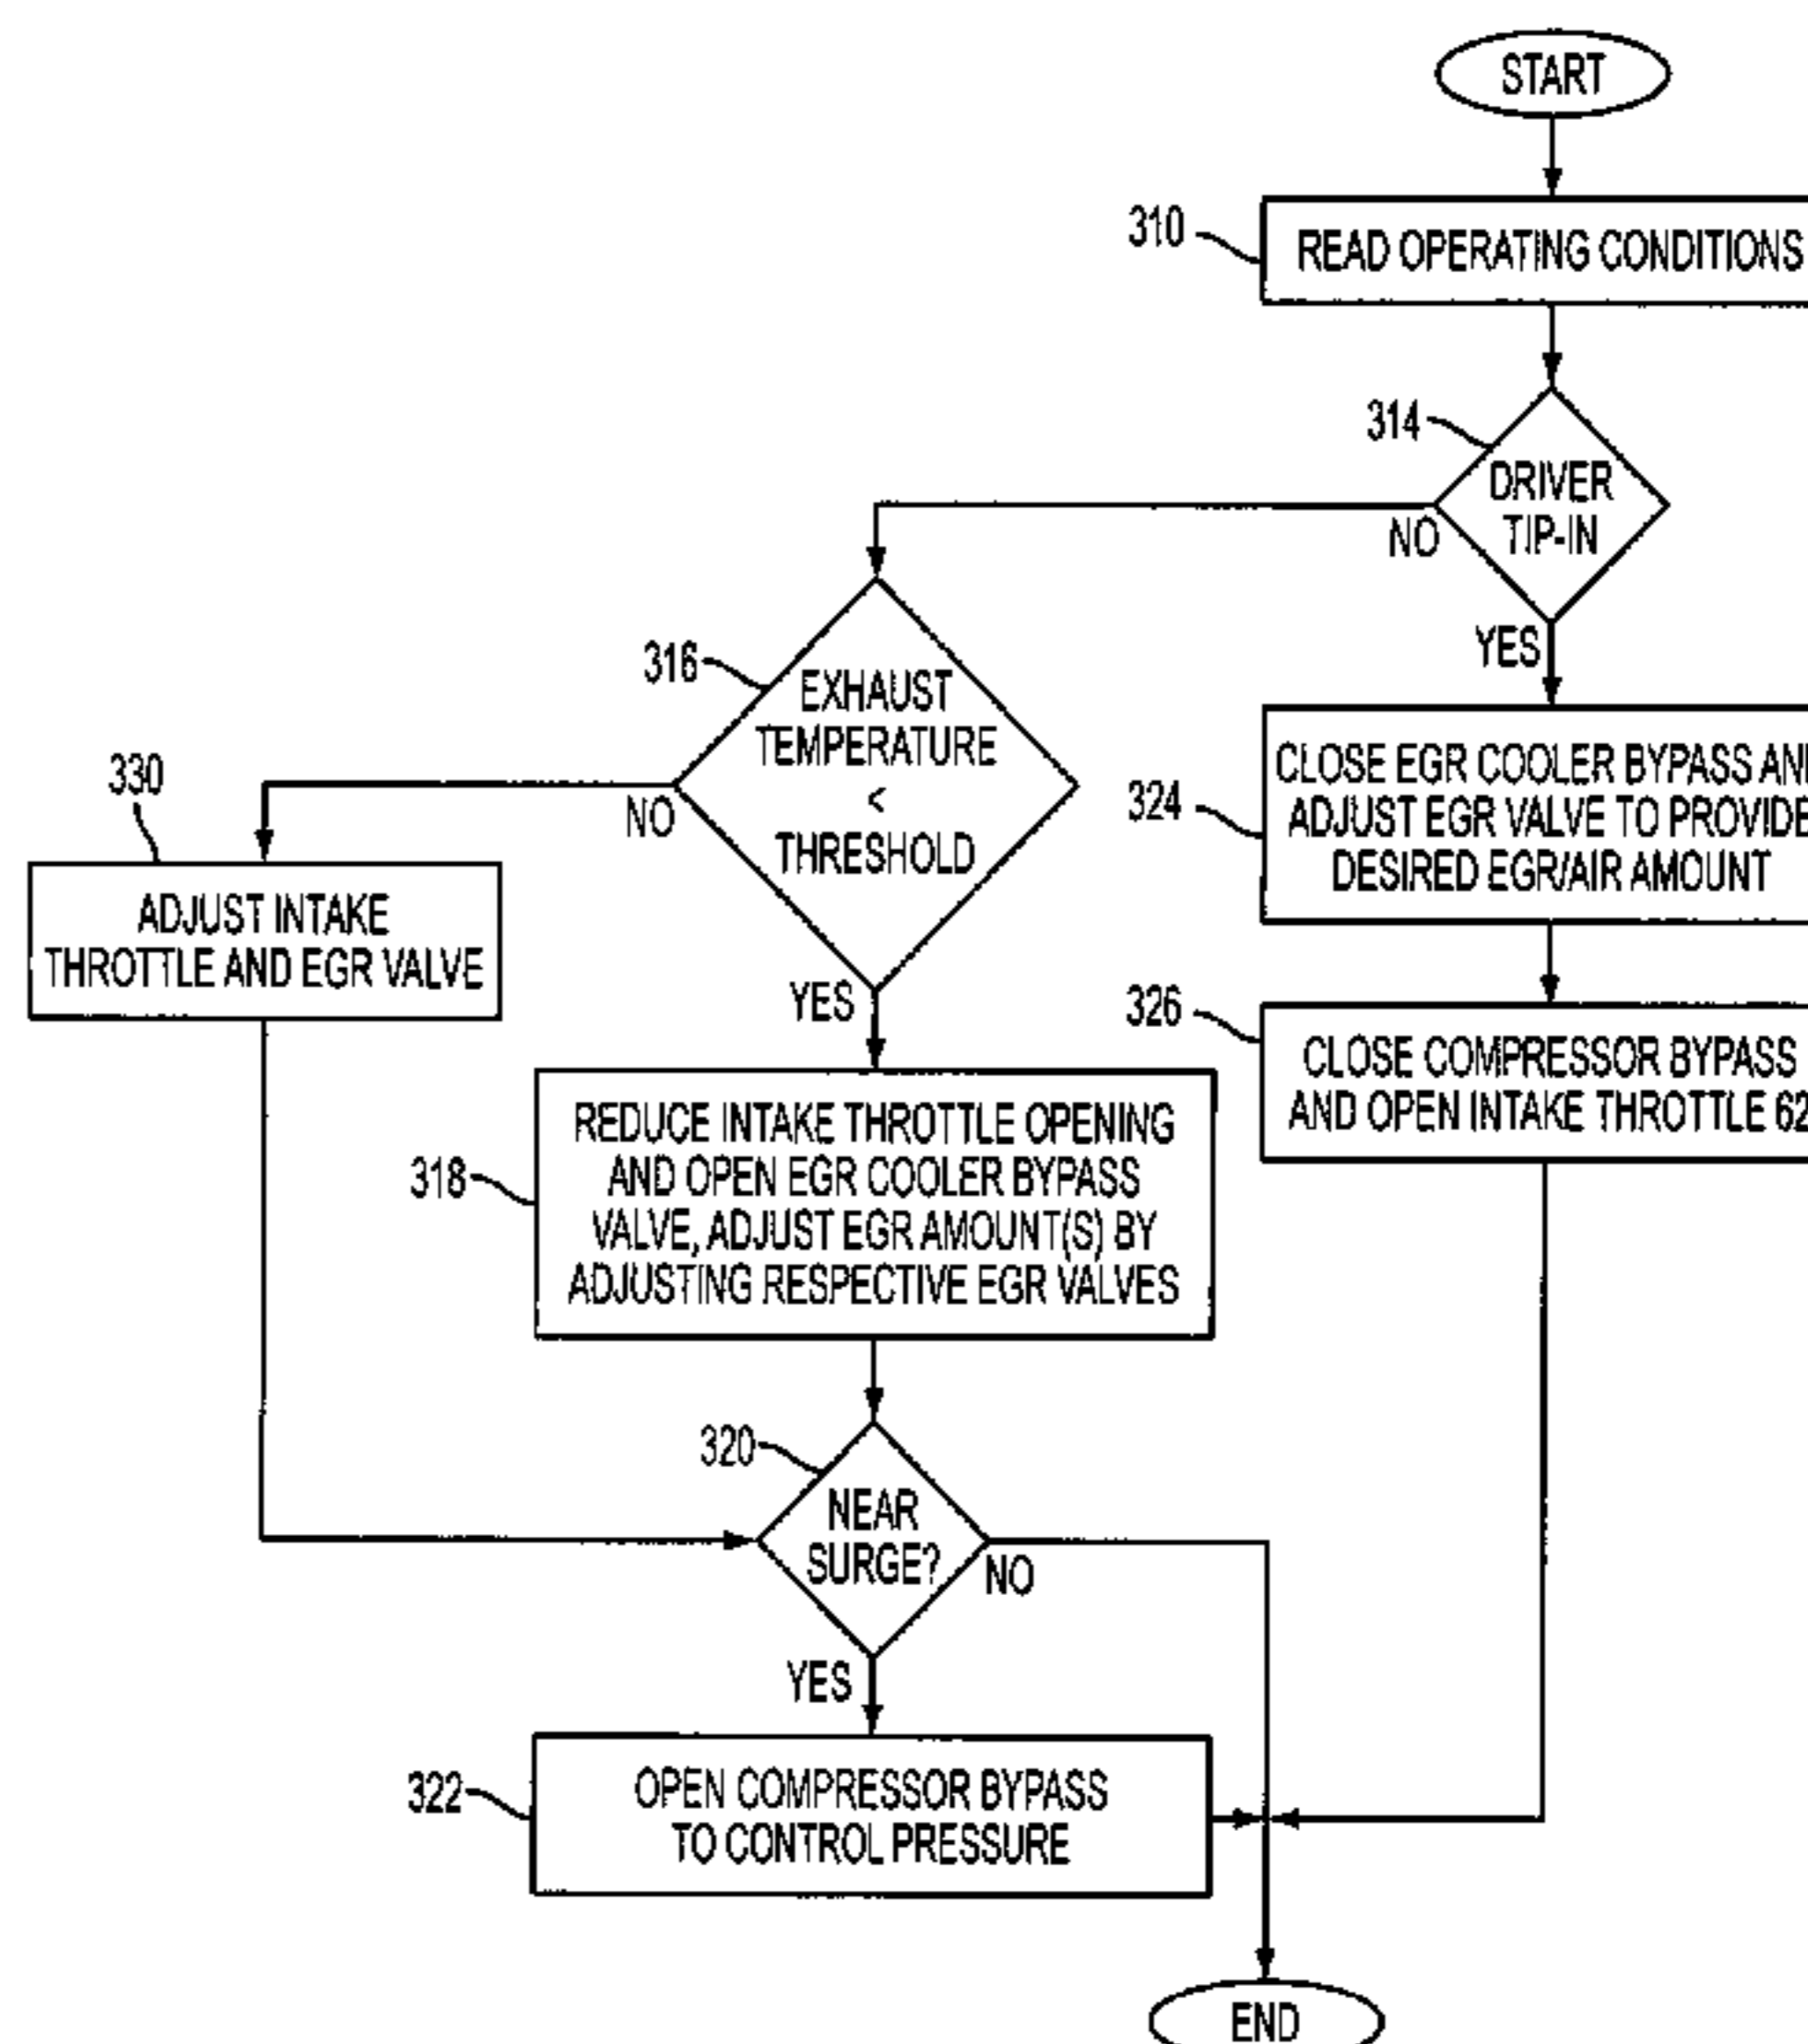 START
310
READ OPERATING CONDITIONS
314
DRIVER
TIP-IN
NO
YES
316
EXHAUST
TEMPERATURE
<
THRESHOLD
NO
YES
330
ADJUST INTAKE
THROTTLE AND EGR VALVE
324
CLOSE EGR COOLER BYPASS AN
ADJUST EGR VALVE TO PROVIDE
DESIRED EGR/AIR AMOUNT
326
CLOSE COMPRESSOR BYPASS
AND OPEN INTAKE THROTTLE 62
318
REDUCE INTAKE THROTTLE OPENING
AND OPEN EGR COOLER BYPASS
VALVE, ADJUST EGR AMOUNT(S) BY
ADJUSTING RESPECTIVE EGR VALVES
320
NEAR
SURGE?
NO
YES
322
OPEN COMPRESSOR BYPASS
TO CONTROL PRESSURE
END